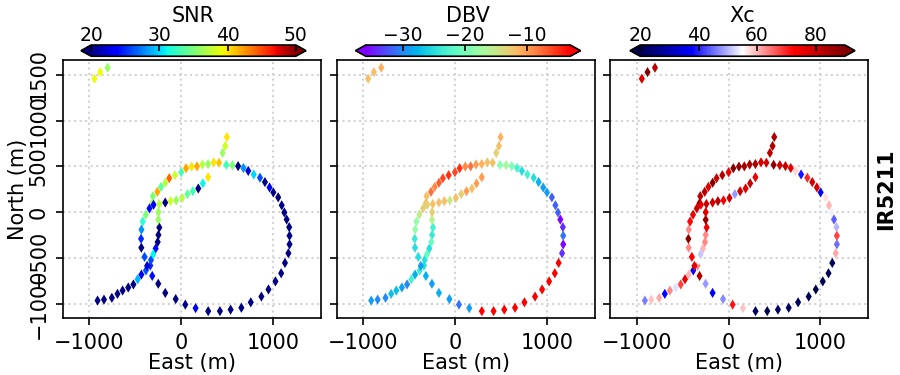 SNR DBV Xc
20 30 40 50 −30 −20 −10 20 40 60 80
North (m)
1500
1000
500
0
−500
−1000
IR5211
−1000 0 1000 −1000 0 1000 −1000 0 1000
East (m) East (m) East (m)